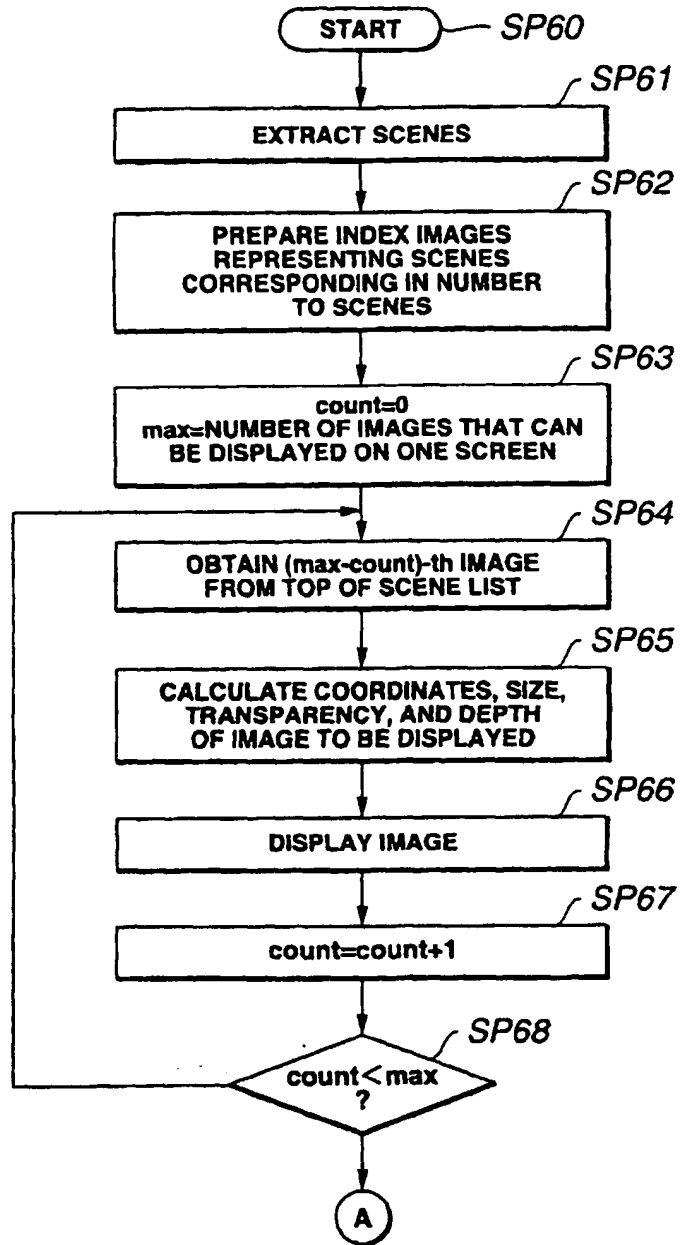 START
SP60
SP61
EXTRACT SCENES
SP62
PREPARE INDEX IMAGES
REPRESENTING SCENES
CORRESPONDING IN NUMBER
TO SCENES
SP63
count=0
max=NUMBER OF IMAGES THAT CAN
BE DISPLAYED ON ONE SCREEN
SP64
OBTAIN (max-count)-th IMAGE
FROM TOP OF SCENE LIST
SP65
CALCULATE COORDINATES, SIZE,
TRANSPARENCY, AND DEPTH
OF IMAGE TO BE DISPLAYED
SP66
DISPLAY IMAGE
SP67
count=count+1
SP68
count<max
?
A